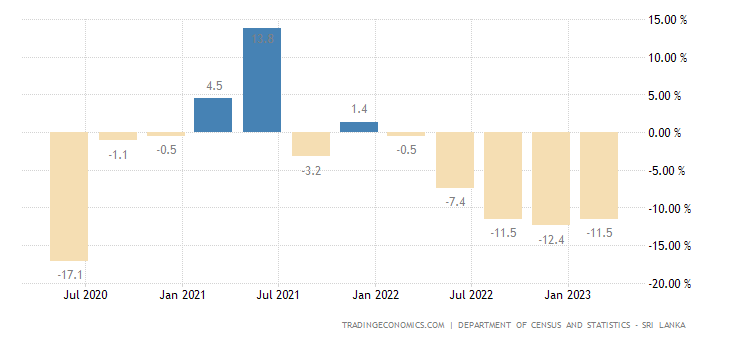 15.00 %
13.8
10.00 %
4.5
5.00 %
1.4
0.00 %
-1.1
-0.5
-0.5
-3.2
-5.00 %
-7.4
-10.00 %
-11.5
-12.4
-11.5
-15.00 %
-17.1
-20.00 %
Jul 2020
Jan 2021
Jul 2021
Jan 2022
Jul 2022
Jan 2023
TRADINGECONOMICS.COM | DEPARTMENT OF CENSUS AND STATISTICS - SRI LANKA